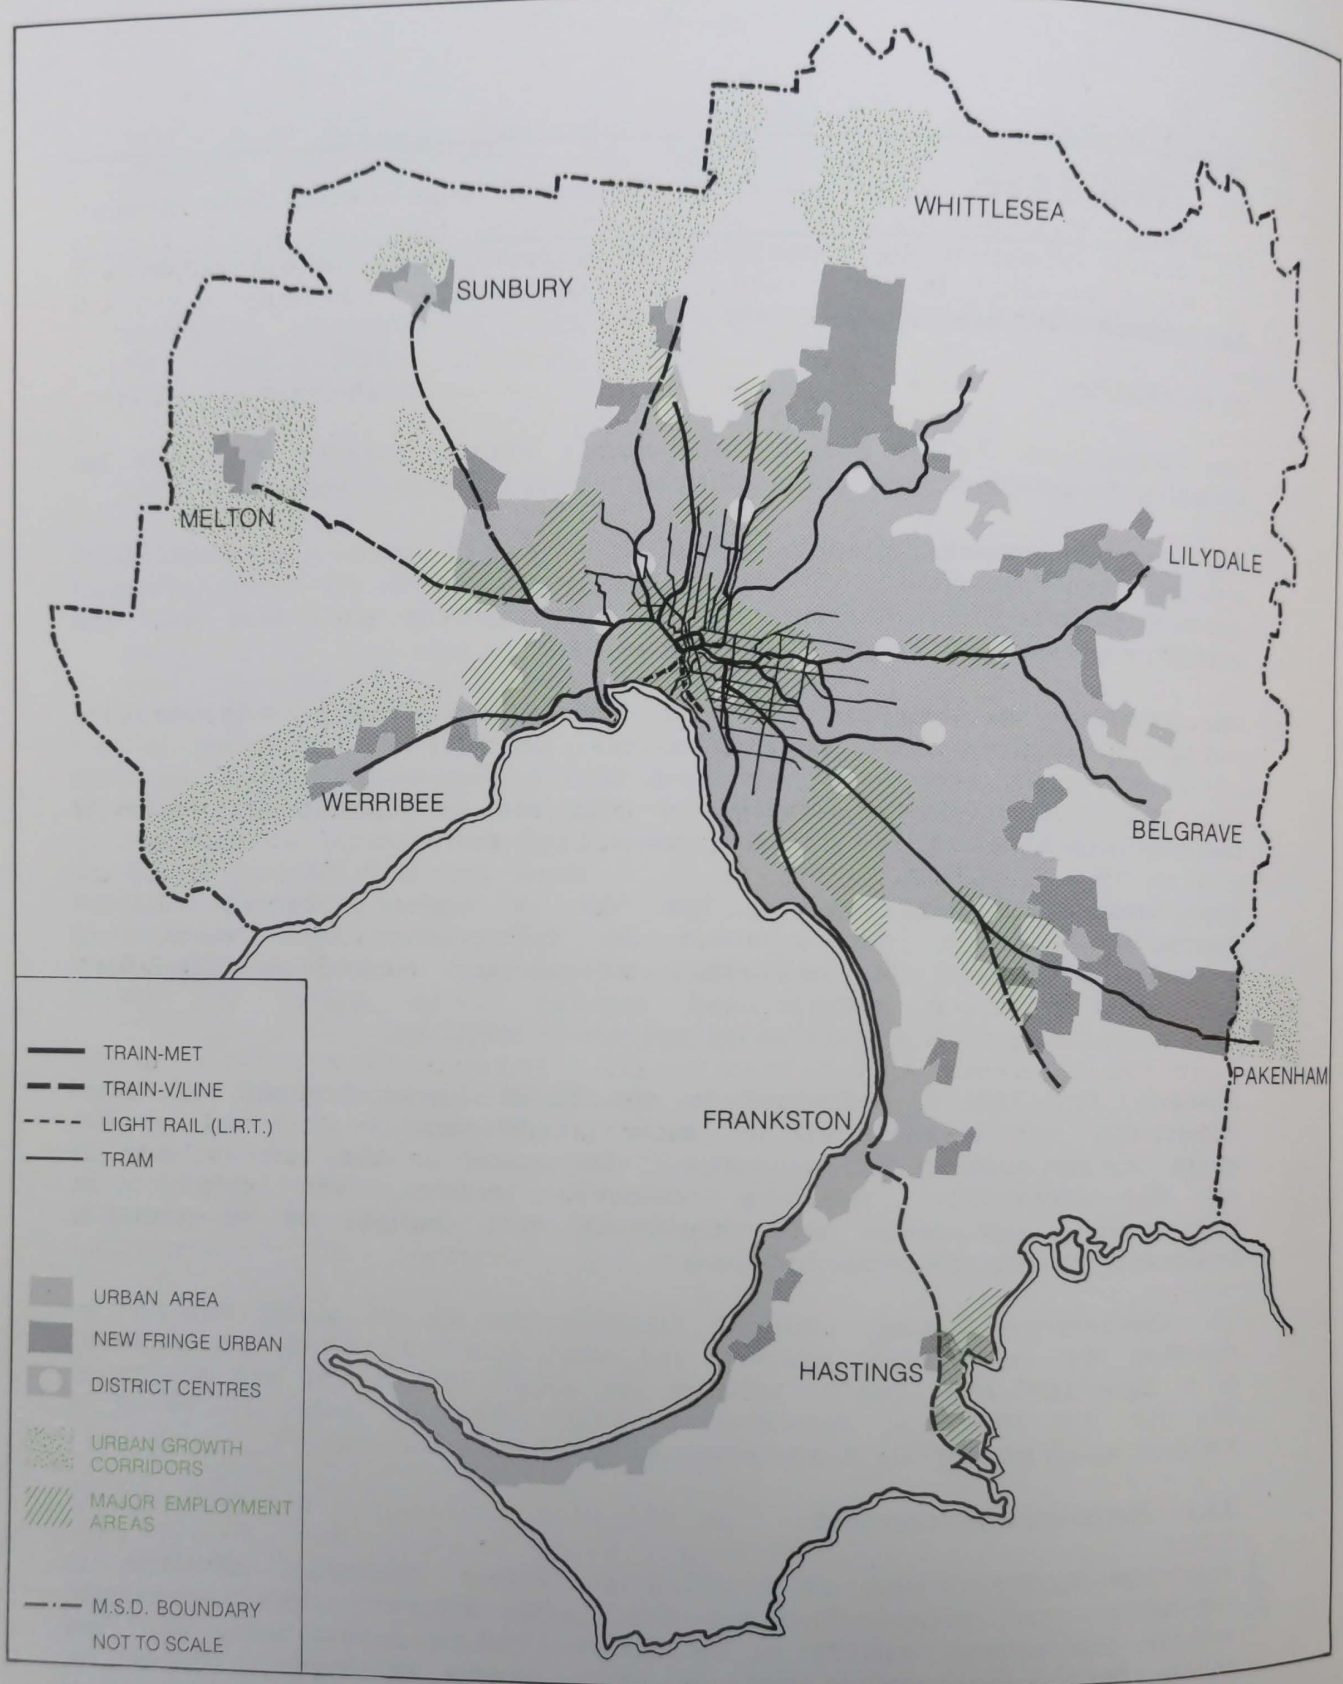 WHITTLESEA
SUNBURY
MELTON
LILYDALE
WERRIBEE
BELGRAVE
PAKENHAM
FRANKSTON
HASTINGS
TRAIN-MET
TRAIN-V/LINE
LIGHT RAIL (L.R.T.)
TRAM
URBAN AREA
NEW FRINGE URBAN
DISTRICT CENTRES
URBAN GROWTH
CORRIDORS
MAJOR EMPLOYMENT
AREAS
M.S.D. BOUNDARY
NOT TO SCALE